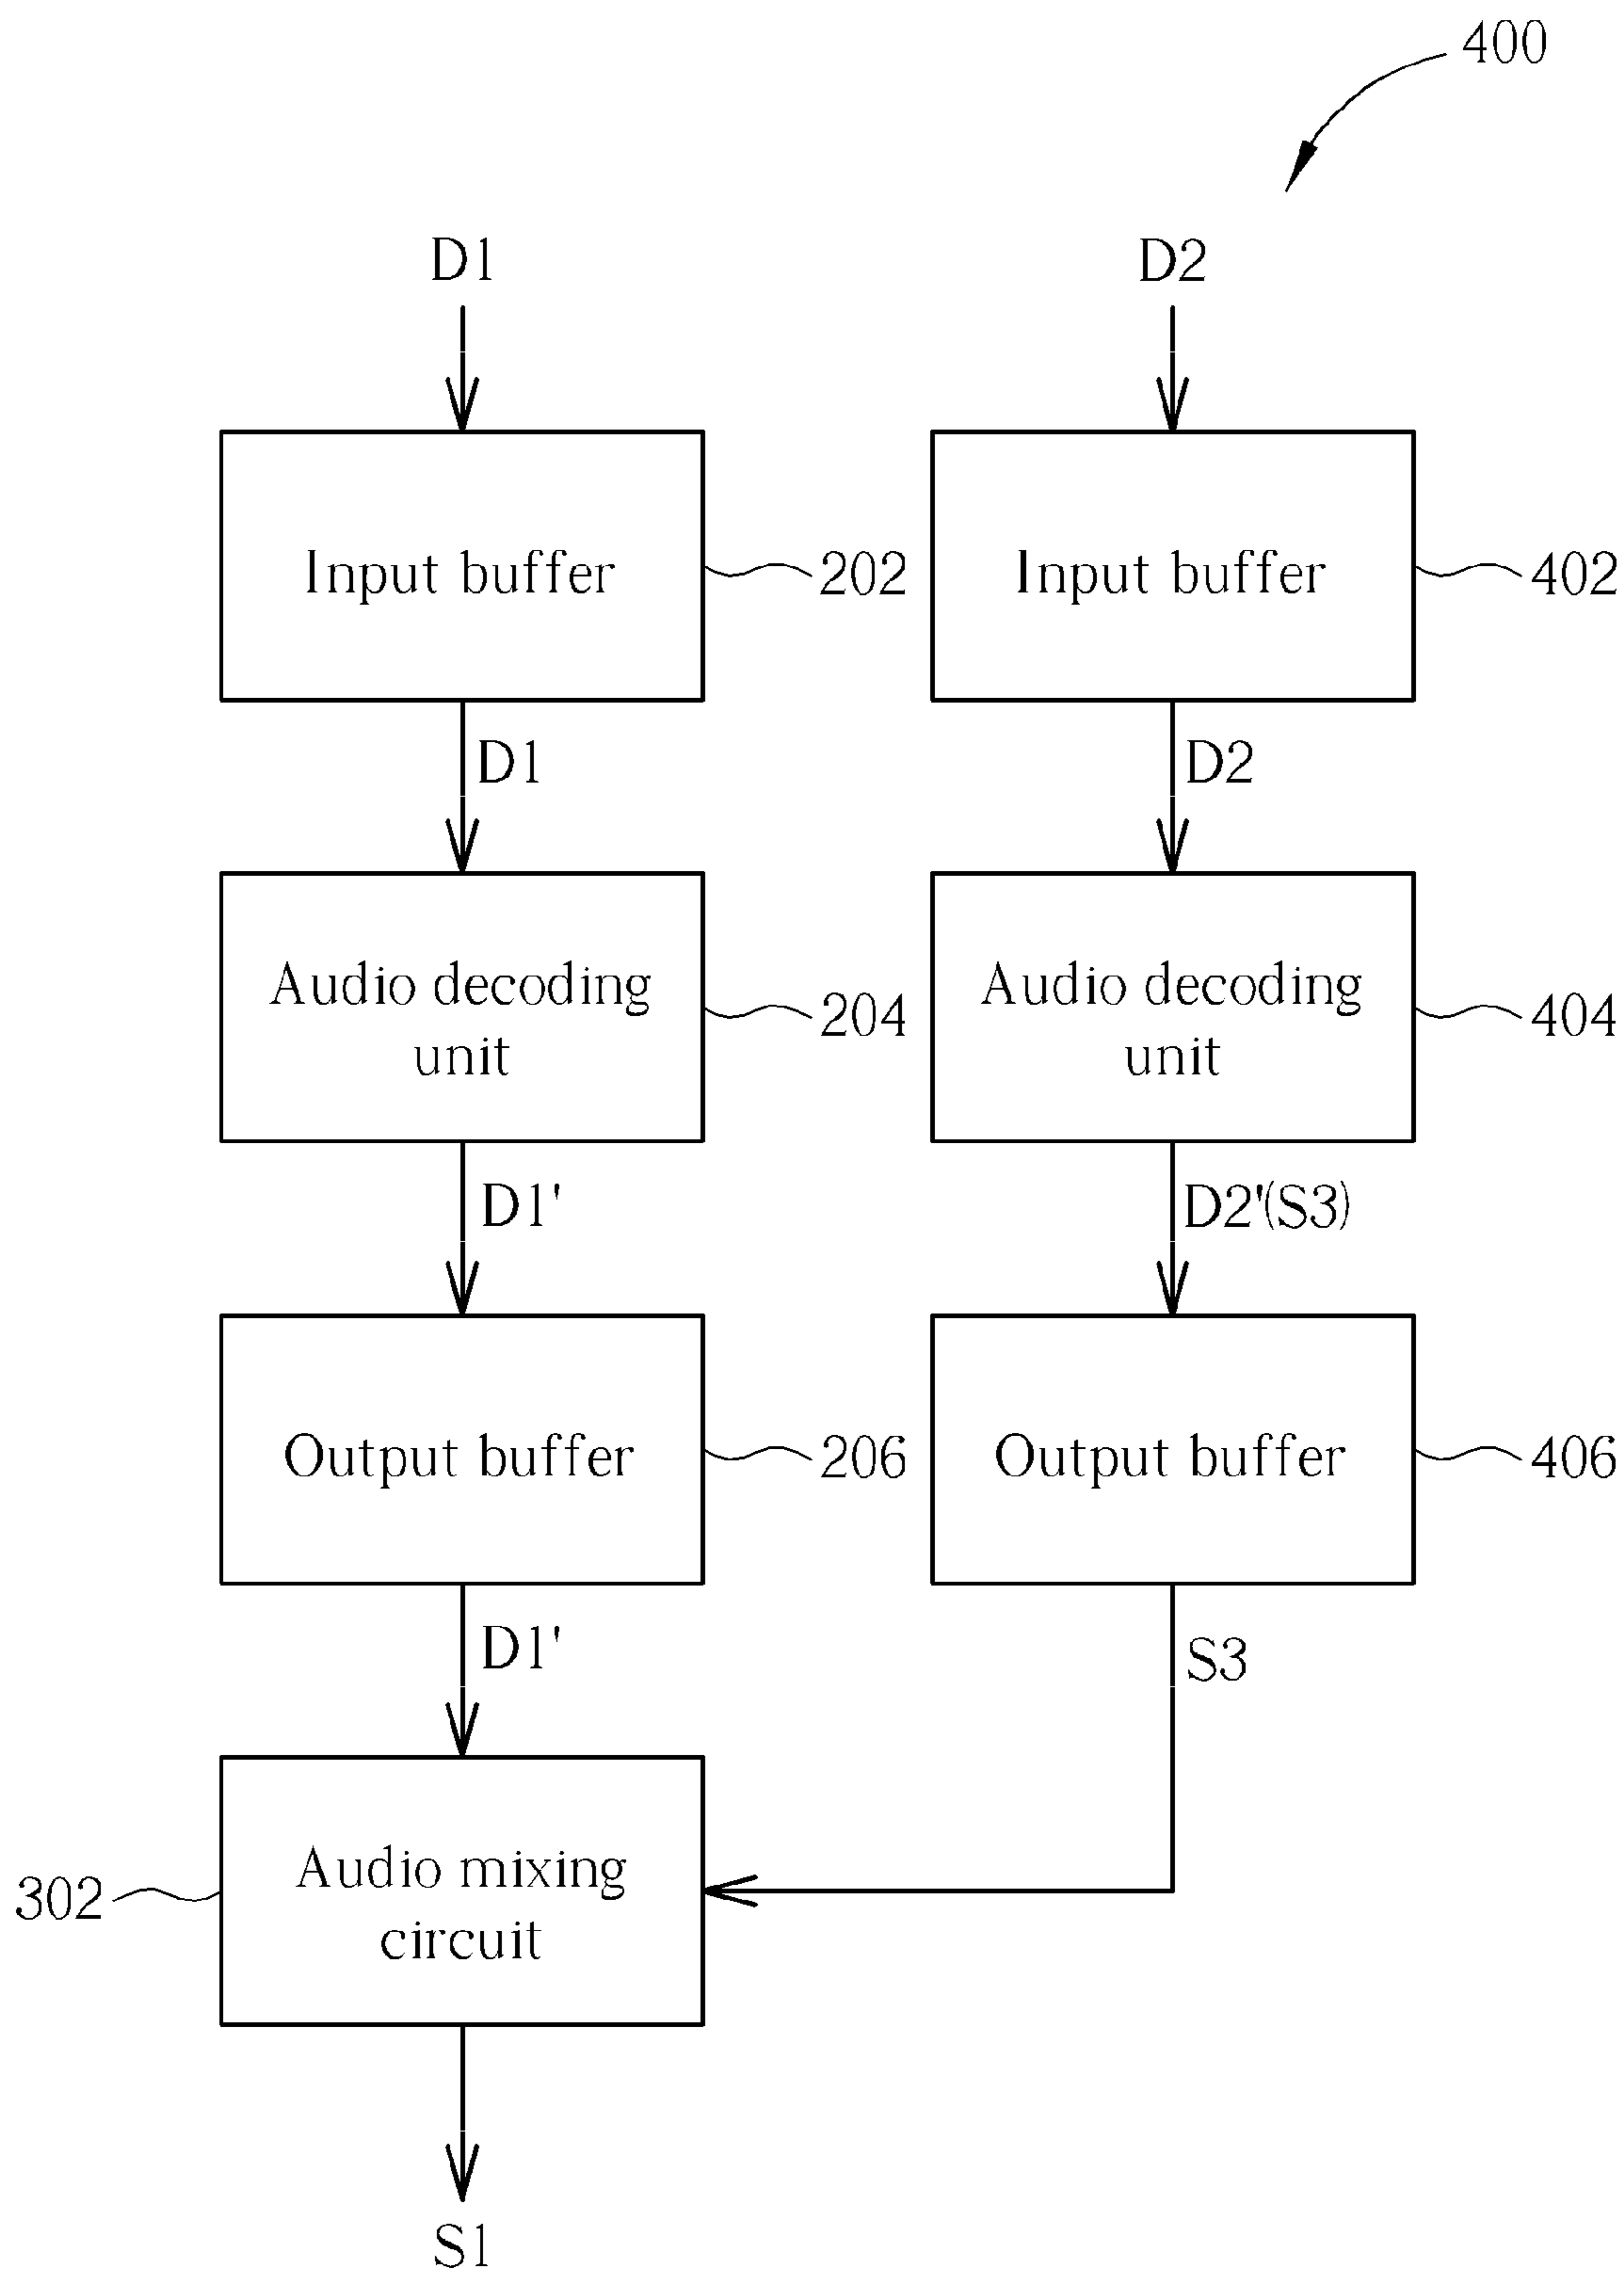 400
D1
D2
Input buffer
202
Input buffer
402
D1
D2
Audio decoding
unit
204
Audio decoding
unit
404
D1'
D2'(S3)
Output buffer
206
Output buffer
406
D1'
S3
Audio mixing
circuit
302
S1